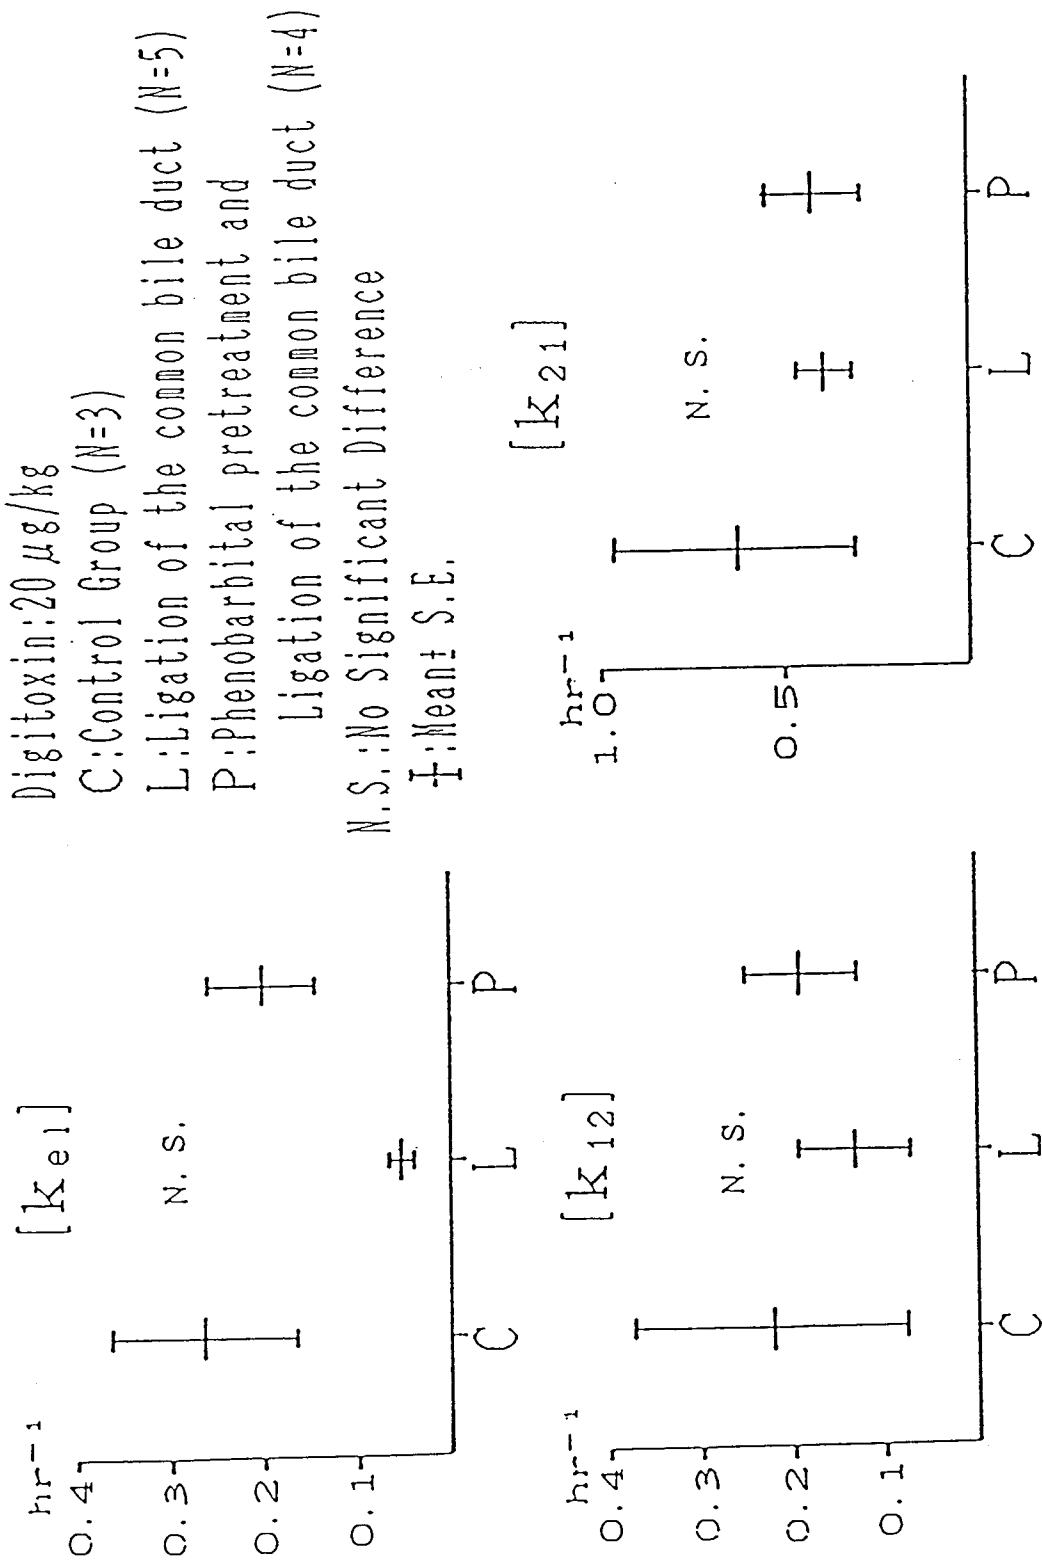 Digitoxin:20 μg/kg
C:Control Group (N=3)
L:Ligation of the common bile duct (N=5)
P:Phenobarbital pretreatment and
Ligation of the common bile duct (N=4)
N.S.:No Significant Difference
:Mean± S.E.
[kel]
hr⁻¹
0.4
0.3
0.2
0.1
N.S.
C L P
[k12]
hr⁻¹
0.4
0.3
0.2
0.1
N.S.
C L P
[k21]
hr⁻¹
1.0
0.5
N.S.
C L P